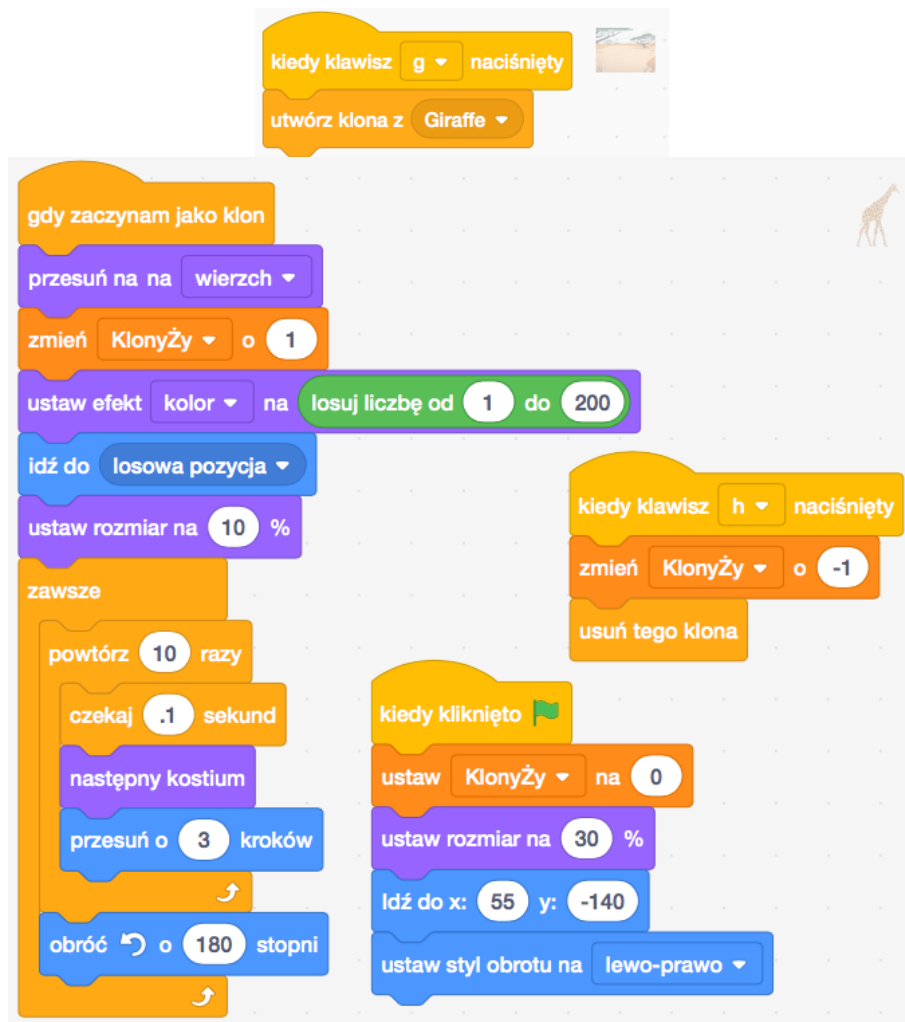 kiedy klawisz g naciśnięty
utwórz klona z Giraffe
gdy zaczynam jako klon
przesuń na na wierzch
zmień KlonyŻy o 1
ustaw efekt kolor na losuj liczbę od 1 do 200
idź do losowa pozycja
ustaw rozmiar na 10 %
zawsze
powtórz 10 razy
czekaj .1 sekund
następny kostium
przesuń o 3 kroków
obróć o 180 stopni
kiedy klawisz h naciśnięty
zmień KlonyŻy o -1
usuń tego klona
kiedy kliknięto
ustaw KlonyŻy na 0
ustaw rozmiar na 30 %
Idź do x: 55 y: -140
ustaw styl obrotu na lewo-prawo